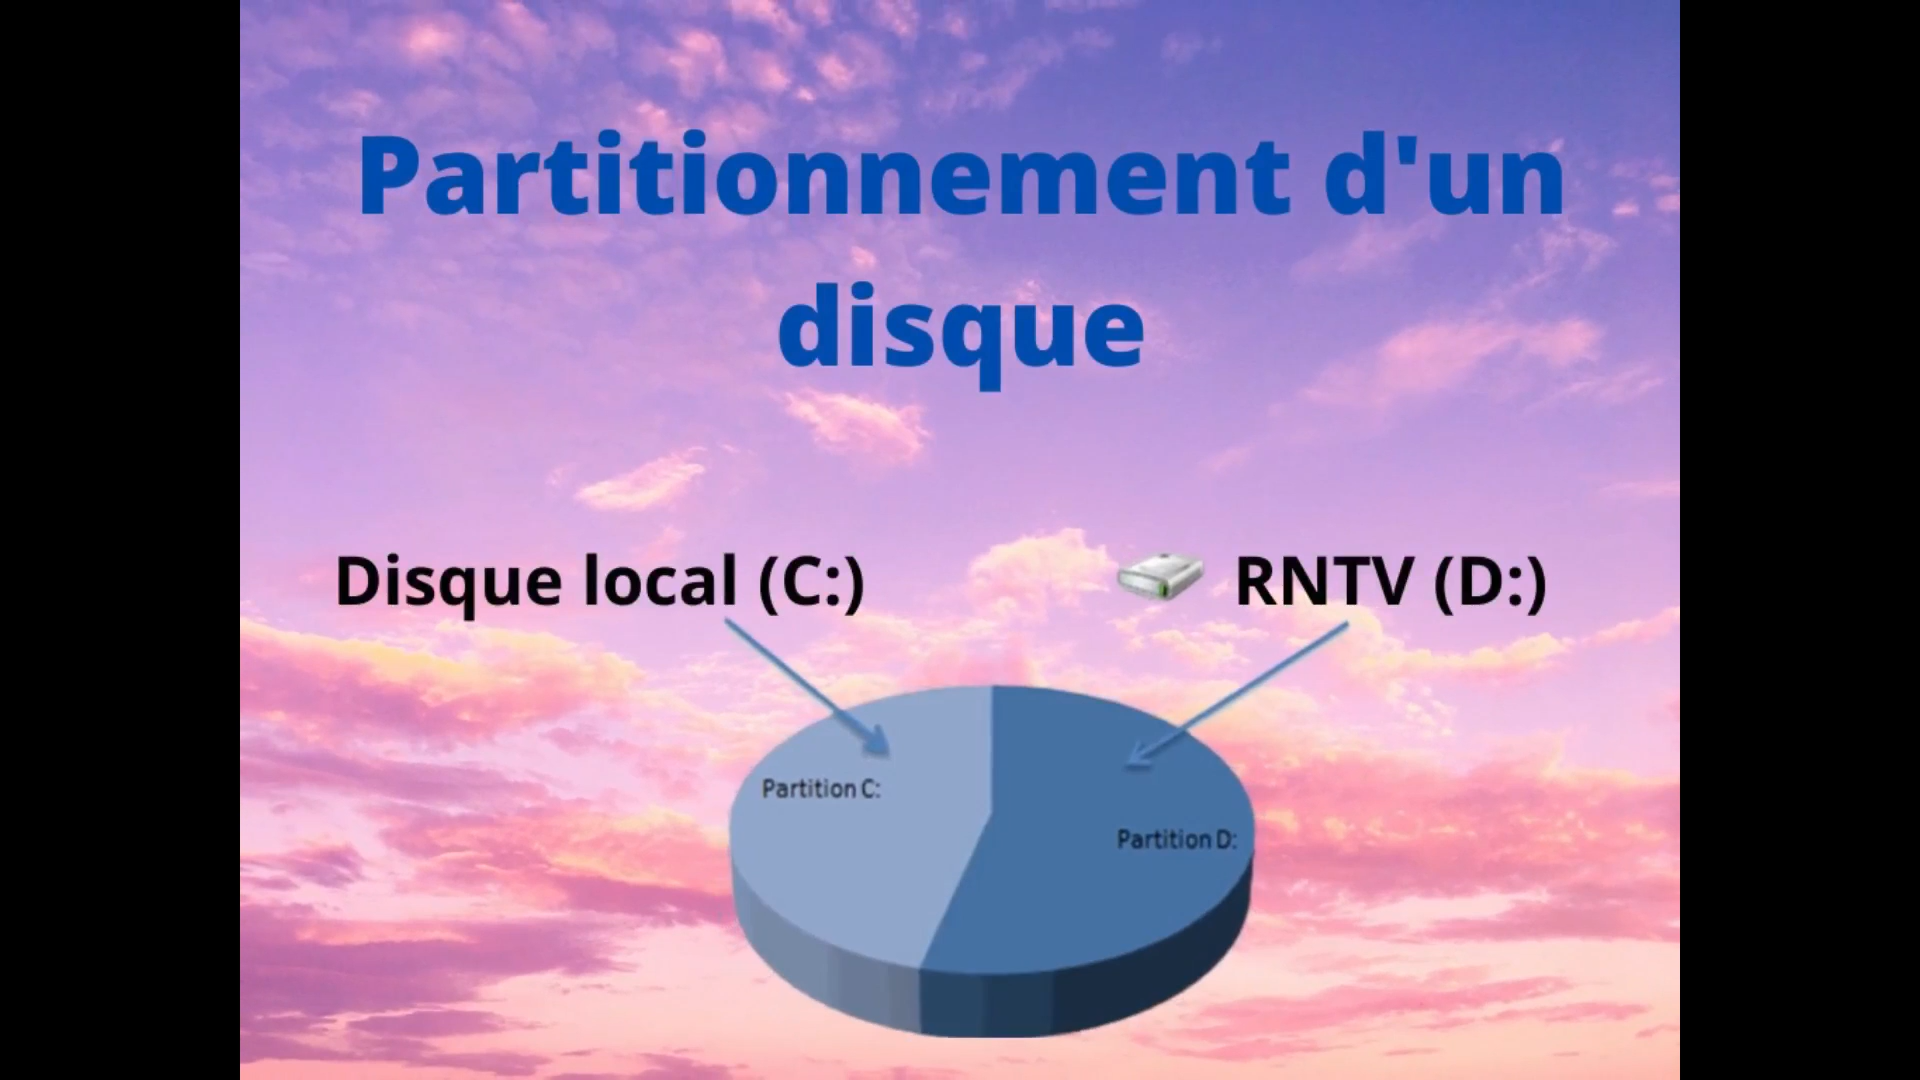 Partitionnement d'un
disque
Disque local (C:)
RNTV (D:)
Partition C:
Partition D: